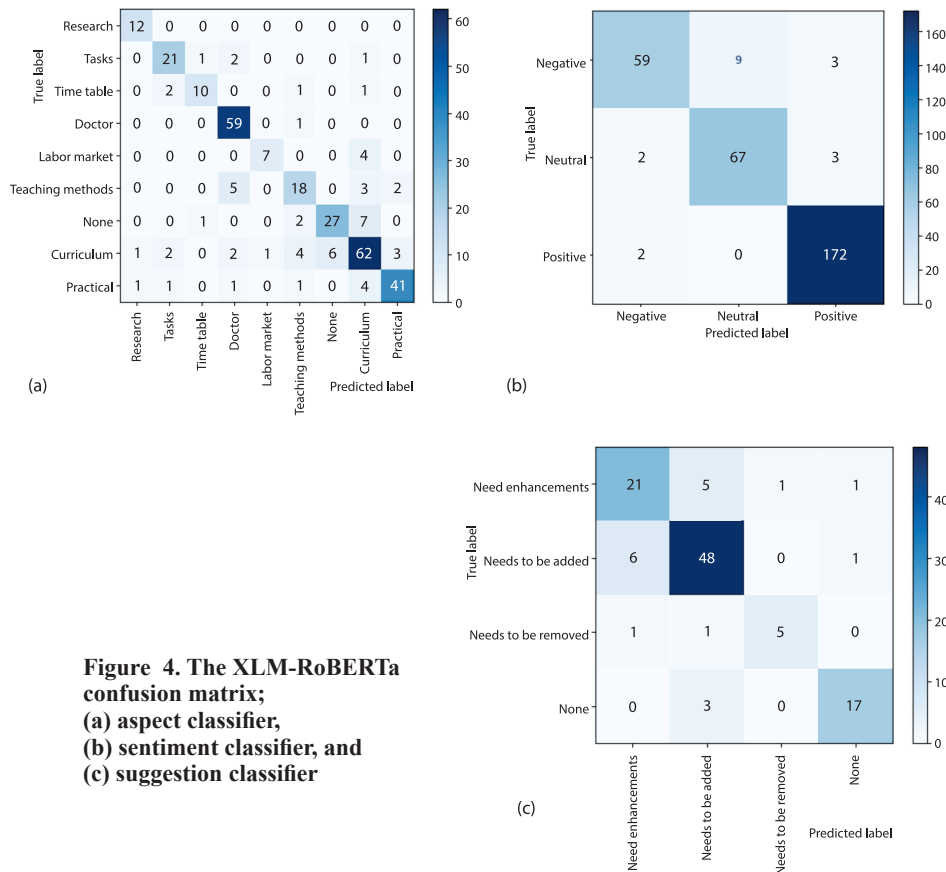 Research 12 0 0 0 0 0 0 0 0
Tasks 0 21 1 2 0 0 0 1 0
Time table 0 2 10 0 0 1 0 1 0
Doctor 0 0 0 59 0 1 0 0 0
Labor market 0 0 0 0 7 0 0 4 0
Teaching methods 0 0 0 5 0 18 0 3 2
None 0 0 1 0 0 2 27 7 0
Curriculum 1 2 0 2 1 4 6 62 3
Practical 1 1 0 1 0 1 0 4 41
True label
Research
Tasks
Time table
Doctor
Labor market
Teaching methods
None
Curriculum
Practical
Predicted label
60
50
40
30
20
10
0
(a)
Negative 59 9 3
Neutral 2 67 3
Positive 2 0 172
True label
Negative Neutral Positive
Predicted label
160
140
120
100
80
60
40
20
0
(b)
Need enhancements 21 5 1 1
Needs to be added 6 48 0 1
Needs to be removed 1 1 5 0
None 0 3 0 17
True label
Need enhancements
Needs to be added
Needs to be removed
None
Predicted label
40
30
20
10
0
(c)
Figure 4. The XLM-RoBERTa
confusion matrix;
(a) aspect classifier,
(b) sentiment classifier, and
(c) suggestion classifier